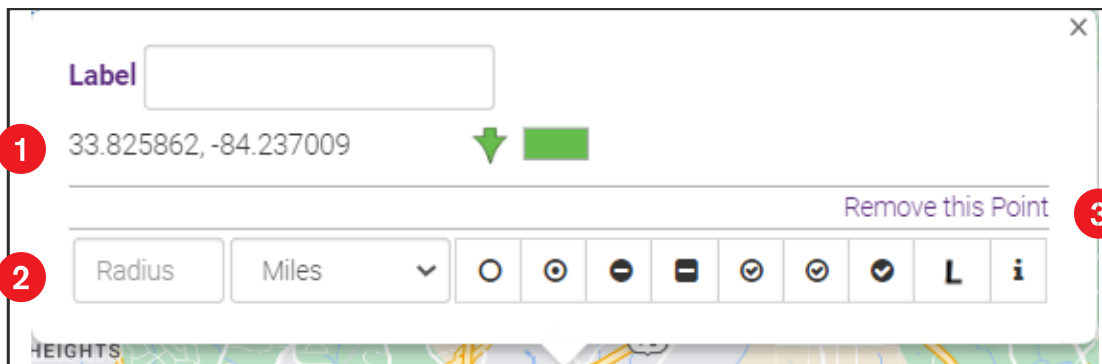 Label
1
33.825862, -84.237009
Remove this Point
3
2
Radius
Miles
L
i
HEIGHTS